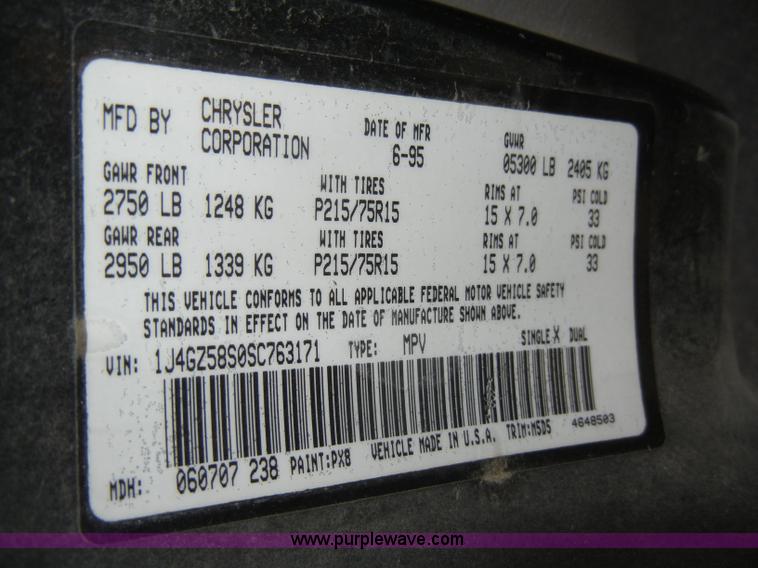 MFD BY CHRYSLER CORPORATION DATE OF MFR 6-95 GVWR 05300 LB 2405 KG
GAWR FRONT WITH TIRES RIMS AT PSI COLD
2750 LB 1248 KG P215/75R15 15 X 7.0 33
GAWR REAR WITH TIRES RIMS AT PSI COLD
2950 LB 1339 KG P215/75R15 15 X 7.0 33
THIS VEHICLE CONFORMS TO ALL APPLICABLE FEDERAL MOTOR VEHICLE SAFETY
STANDARDS IN EFFECT ON THE DATE OF MANUFACTURE SHOWN ABOVE.
VIN: 1J4GZ58S0SC763171 TYPE: MPV SINGLE X DUAL
MDH: 060707 238 PAINT:PX8 VEHICLE MADE IN U.S.A. TRIM:M5D5 4648503
www.purplewave.com